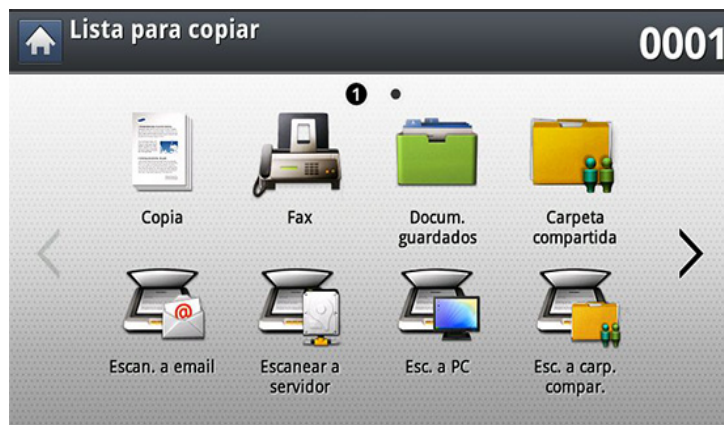 Lista para copiar
0001
1
Copia
Fax
Docum.
guardados
Carpeta
compartida
@
Escan. a email
Escanear a
servidor
Esc. a PC
Esc. a carp.
compar.